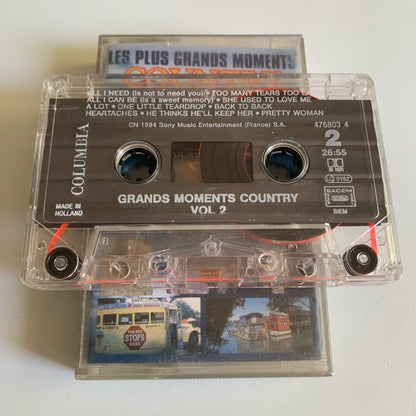 LES PLUS GRANDS MOMENTS
COUNTRY
ALL I NEED (is not to need you) • TOO MANY TEARS TOO
ALL I CAN BE (is a sweet memory) • SHE USED TO LOVE ME
A LOT • ONE LITTLE TEARDROP • BACK TO BACK
HEARTACHES • HE THINKS HE'LL KEEP HER • PRETTY WOMAN
CN 1994 Sony Music Entertainment (France) S.A.
476803 4
2
26:55
COLUMBIA
MADE IN
HOLLAND
LC 0162
SACEM
BIEM
GRANDS MOMENTS COUNTRY
VOL 2
STOPS